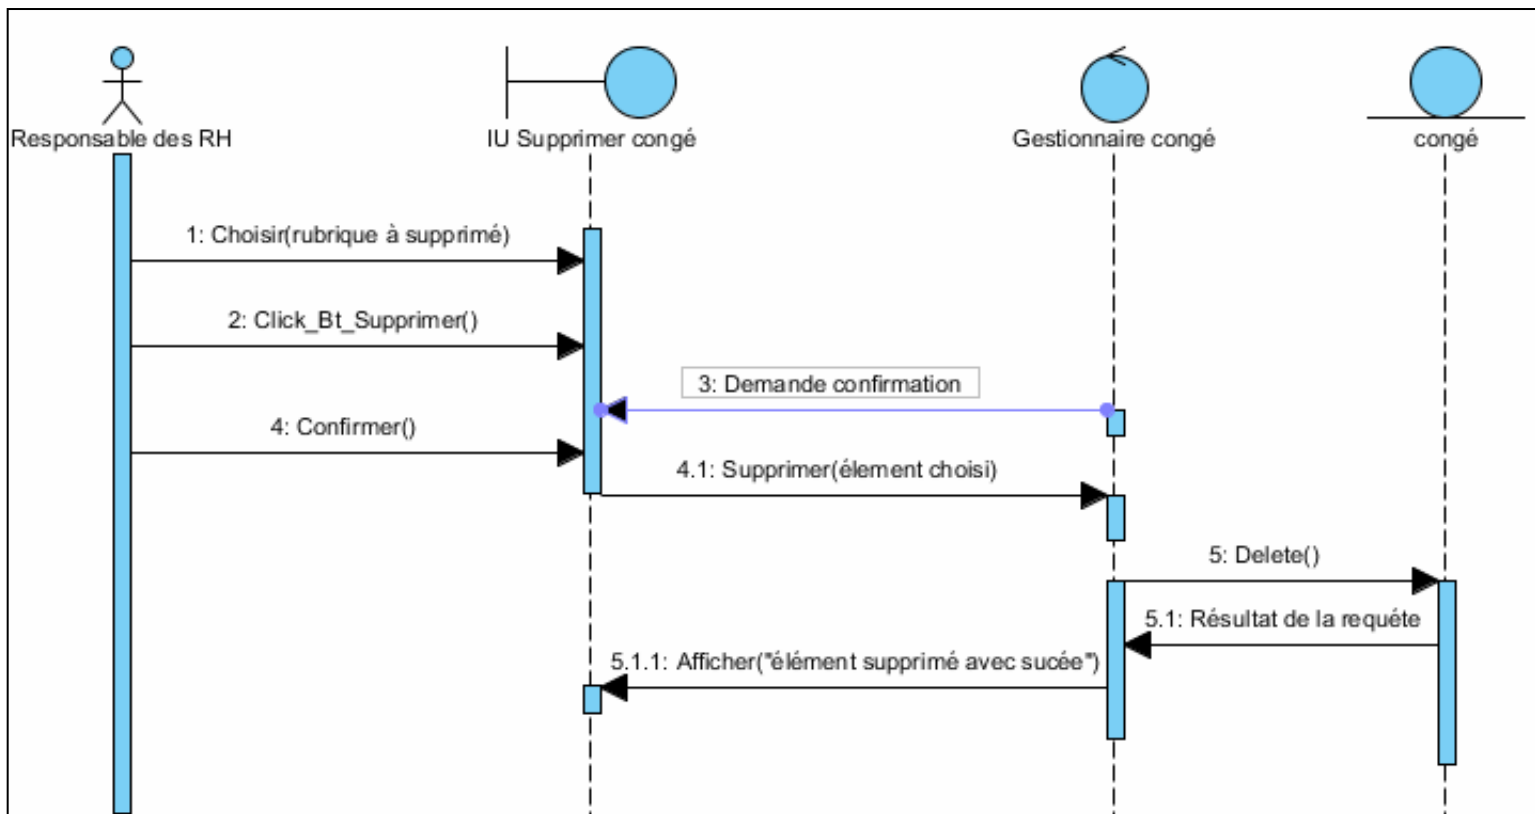 Responsable des RH
IU Supprimer congé
Gestionnaire congé
congé
1: Choisir(rubrique à supprimé)
2: Click_Bt_Supprimer()
3: Demande confirmation
4: Confirmer()
4.1: Supprimer(élement choisi)
5: Delete()
5.1: Résultat de la requéte
5.1.1: Afficher("élément supprimé avec sucée")